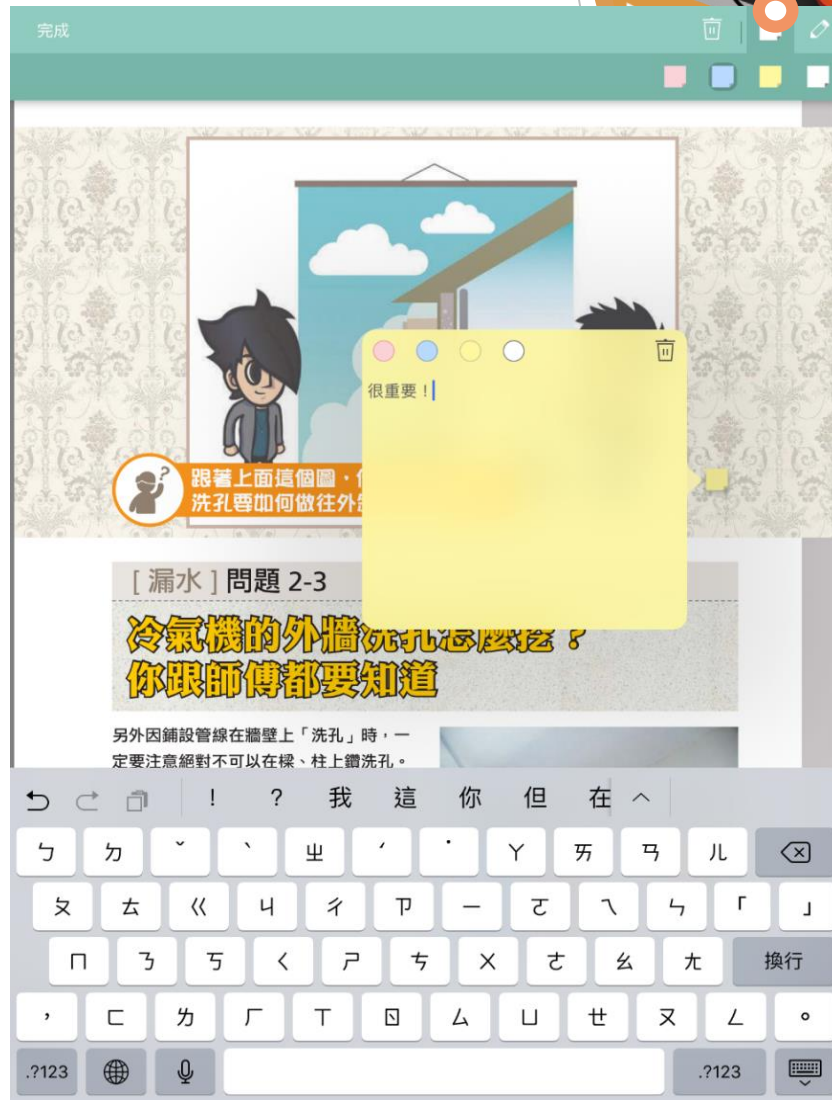 完成
很重要！
跟著上面這個圖，
洗孔要如何做往外
[ 漏水 ] 問題 2-3
冷氣機的外牆洗孔怎麼挖？
你跟師傅都要知道
另外因鋪設管線在牆壁上「洗孔」時，一
定要注意絕對不可以在樑、柱上鑽洗孔。
! ? 我 這 你 但 在
ㄅ ㄉ ˇ ˋ ㄓ ˊ ˙ ㄚ ㄞ ㄢ ㄦ
ㄆ ㄊ ㄍ ㄐ ㄔ ㄗ ㄧ ㄛ ㄟ ㄣ 「 」
ㄇ ㄋ ㄎ ㄑ ㄕ ㄘ ㄨ ㄜ ㄠ ㄤ 換行
， ㄈ ㄌ ㄏ ㄒ ㄖ ㄙ ㄩ ㄝ ㄡ ㄥ 。
.?123 .?123